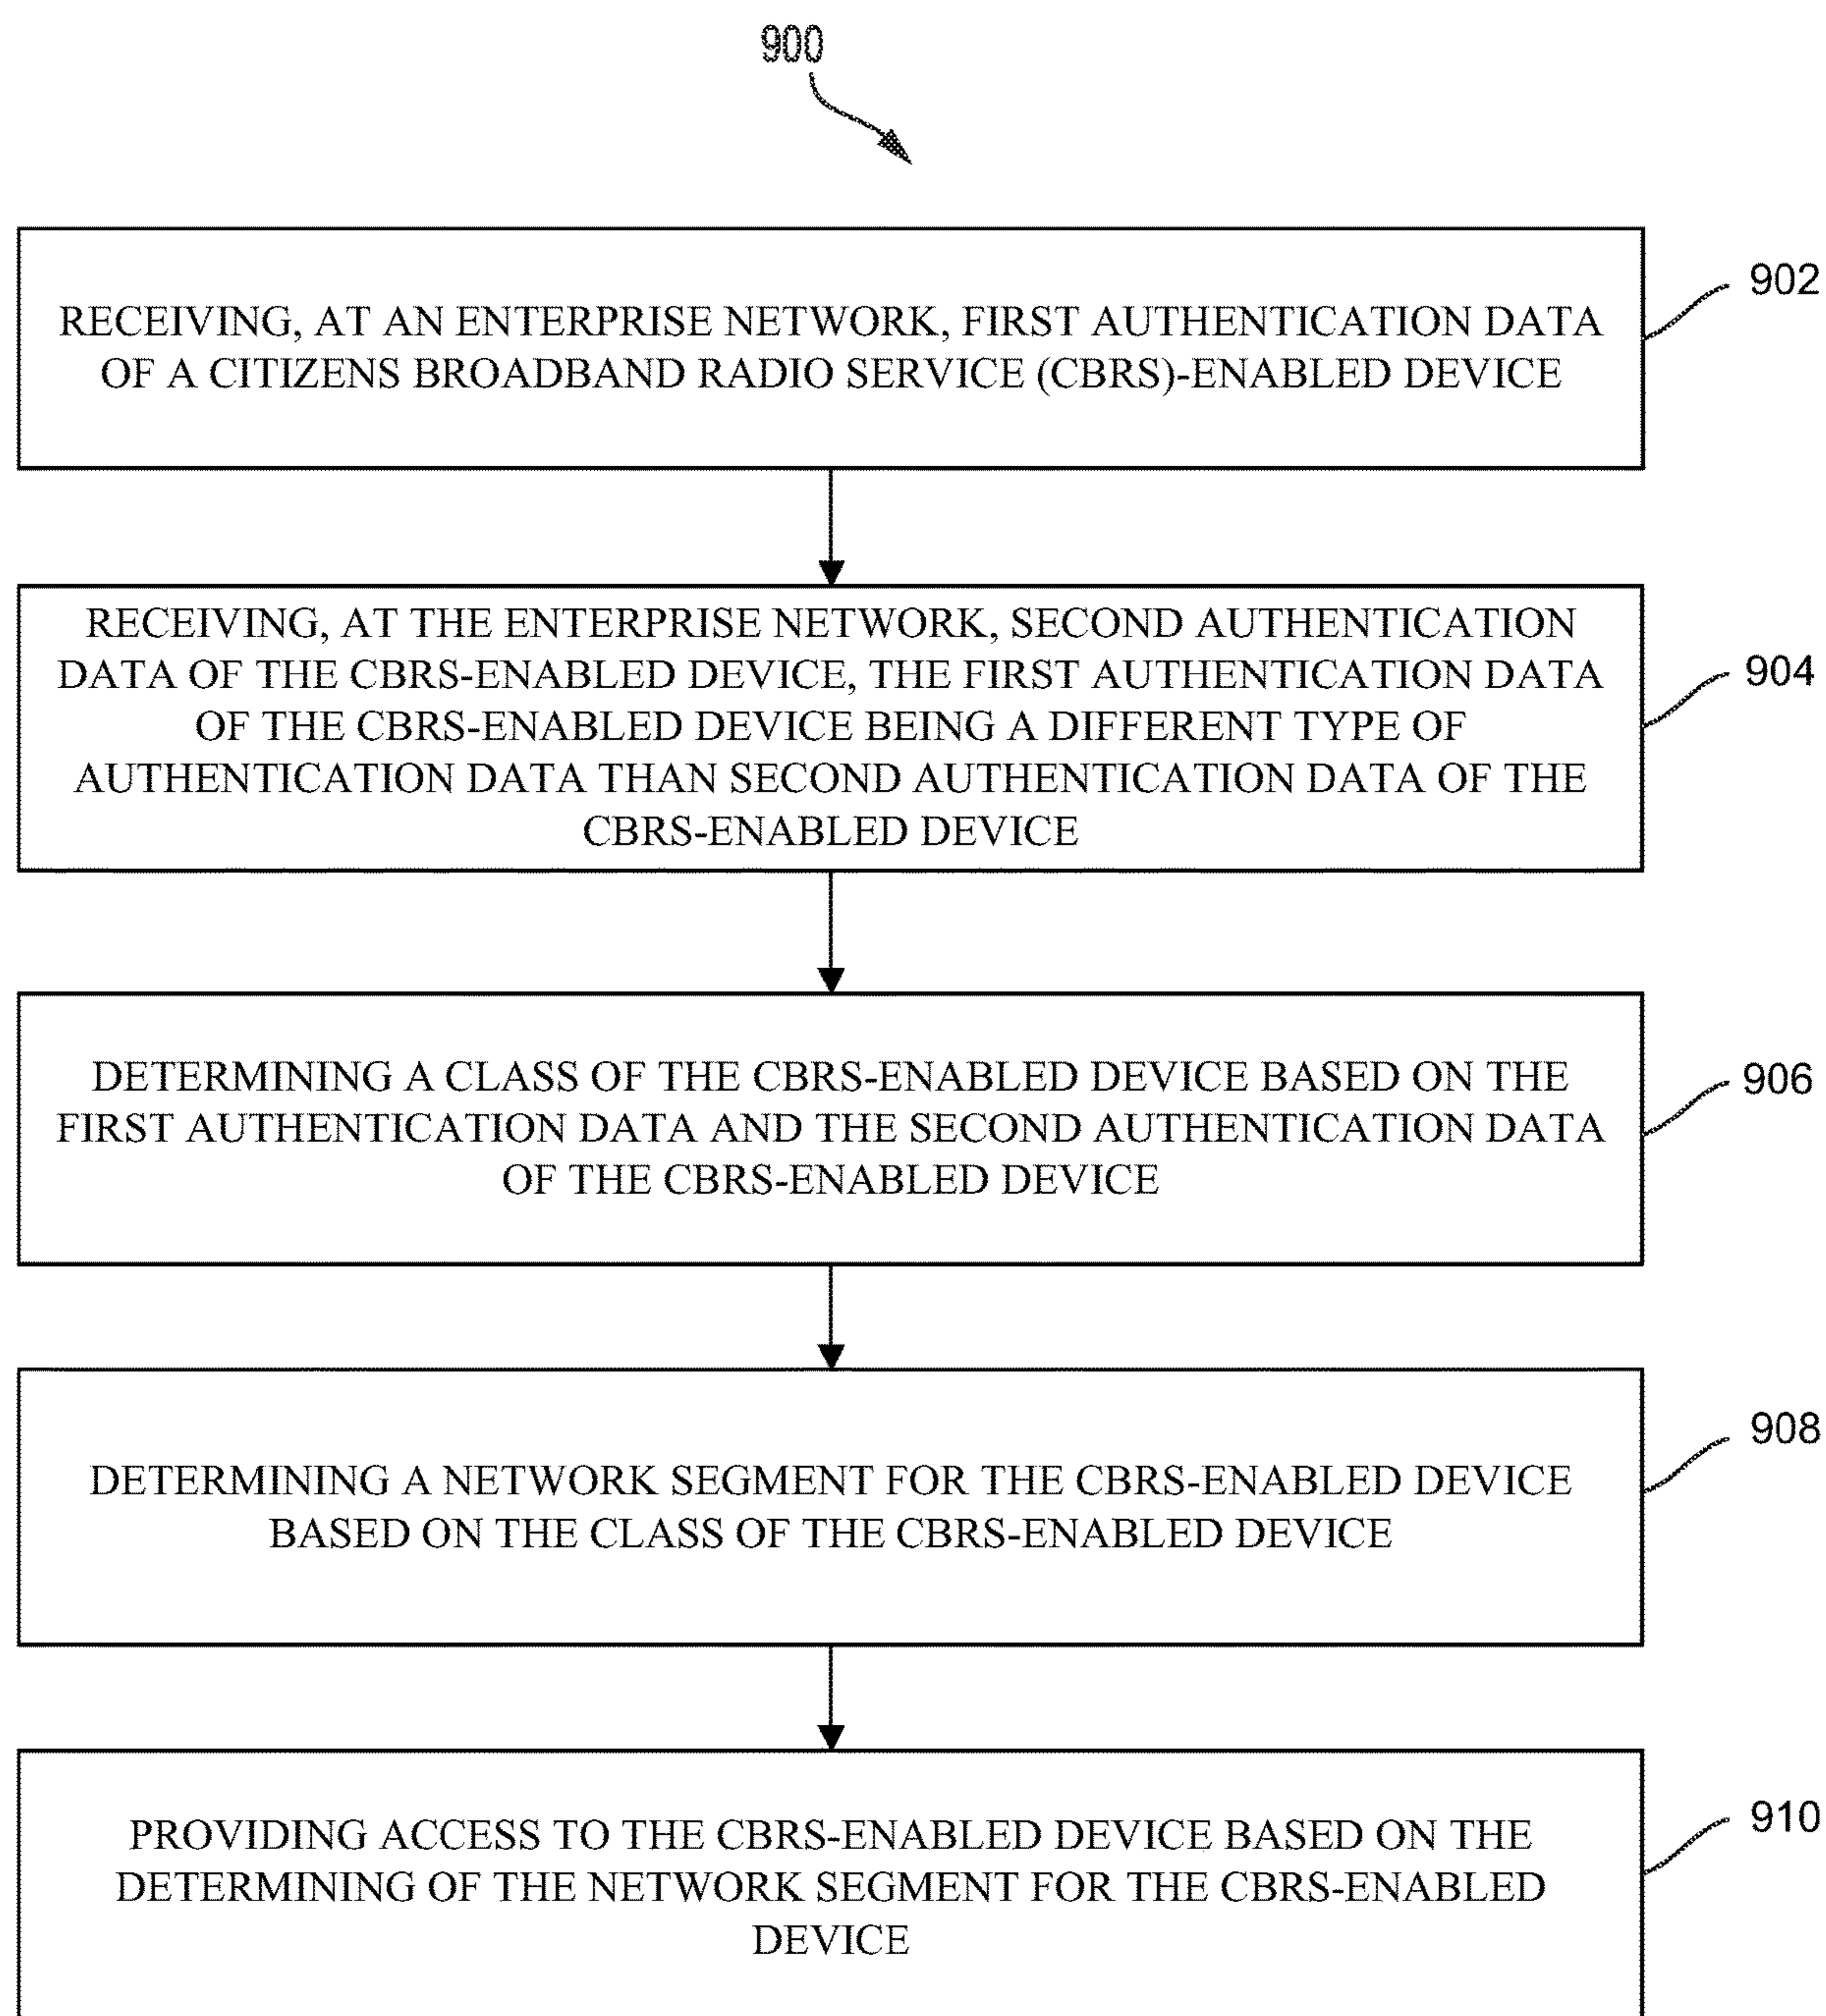 900
RECEIVING, AT AN ENTERPRISE NETWORK, FIRST AUTHENTICATION DATA
OF A CITIZENS BROADBAND RADIO SERVICE (CBRS)-ENABLED DEVICE
902
RECEIVING, AT THE ENTERPRISE NETWORK, SECOND AUTHENTICATION
DATA OF THE CBRS-ENABLED DEVICE, THE FIRST AUTHENTICATION DATA
OF THE CBRS-ENABLED DEVICE BEING A DIFFERENT TYPE OF
AUTHENTICATION DATA THAN SECOND AUTHENTICATION DATA OF THE
CBRS-ENABLED DEVICE
904
DETERMINING A CLASS OF THE CBRS-ENABLED DEVICE BASED ON THE
FIRST AUTHENTICATION DATA AND THE SECOND AUTHENTICATION DATA
OF THE CBRS-ENABLED DEVICE
906
DETERMINING A NETWORK SEGMENT FOR THE CBRS-ENABLED DEVICE
BASED ON THE CLASS OF THE CBRS-ENABLED DEVICE
908
PROVIDING ACCESS TO THE CBRS-ENABLED DEVICE BASED ON THE
DETERMINING OF THE NETWORK SEGMENT FOR THE CBRS-ENABLED
DEVICE
910